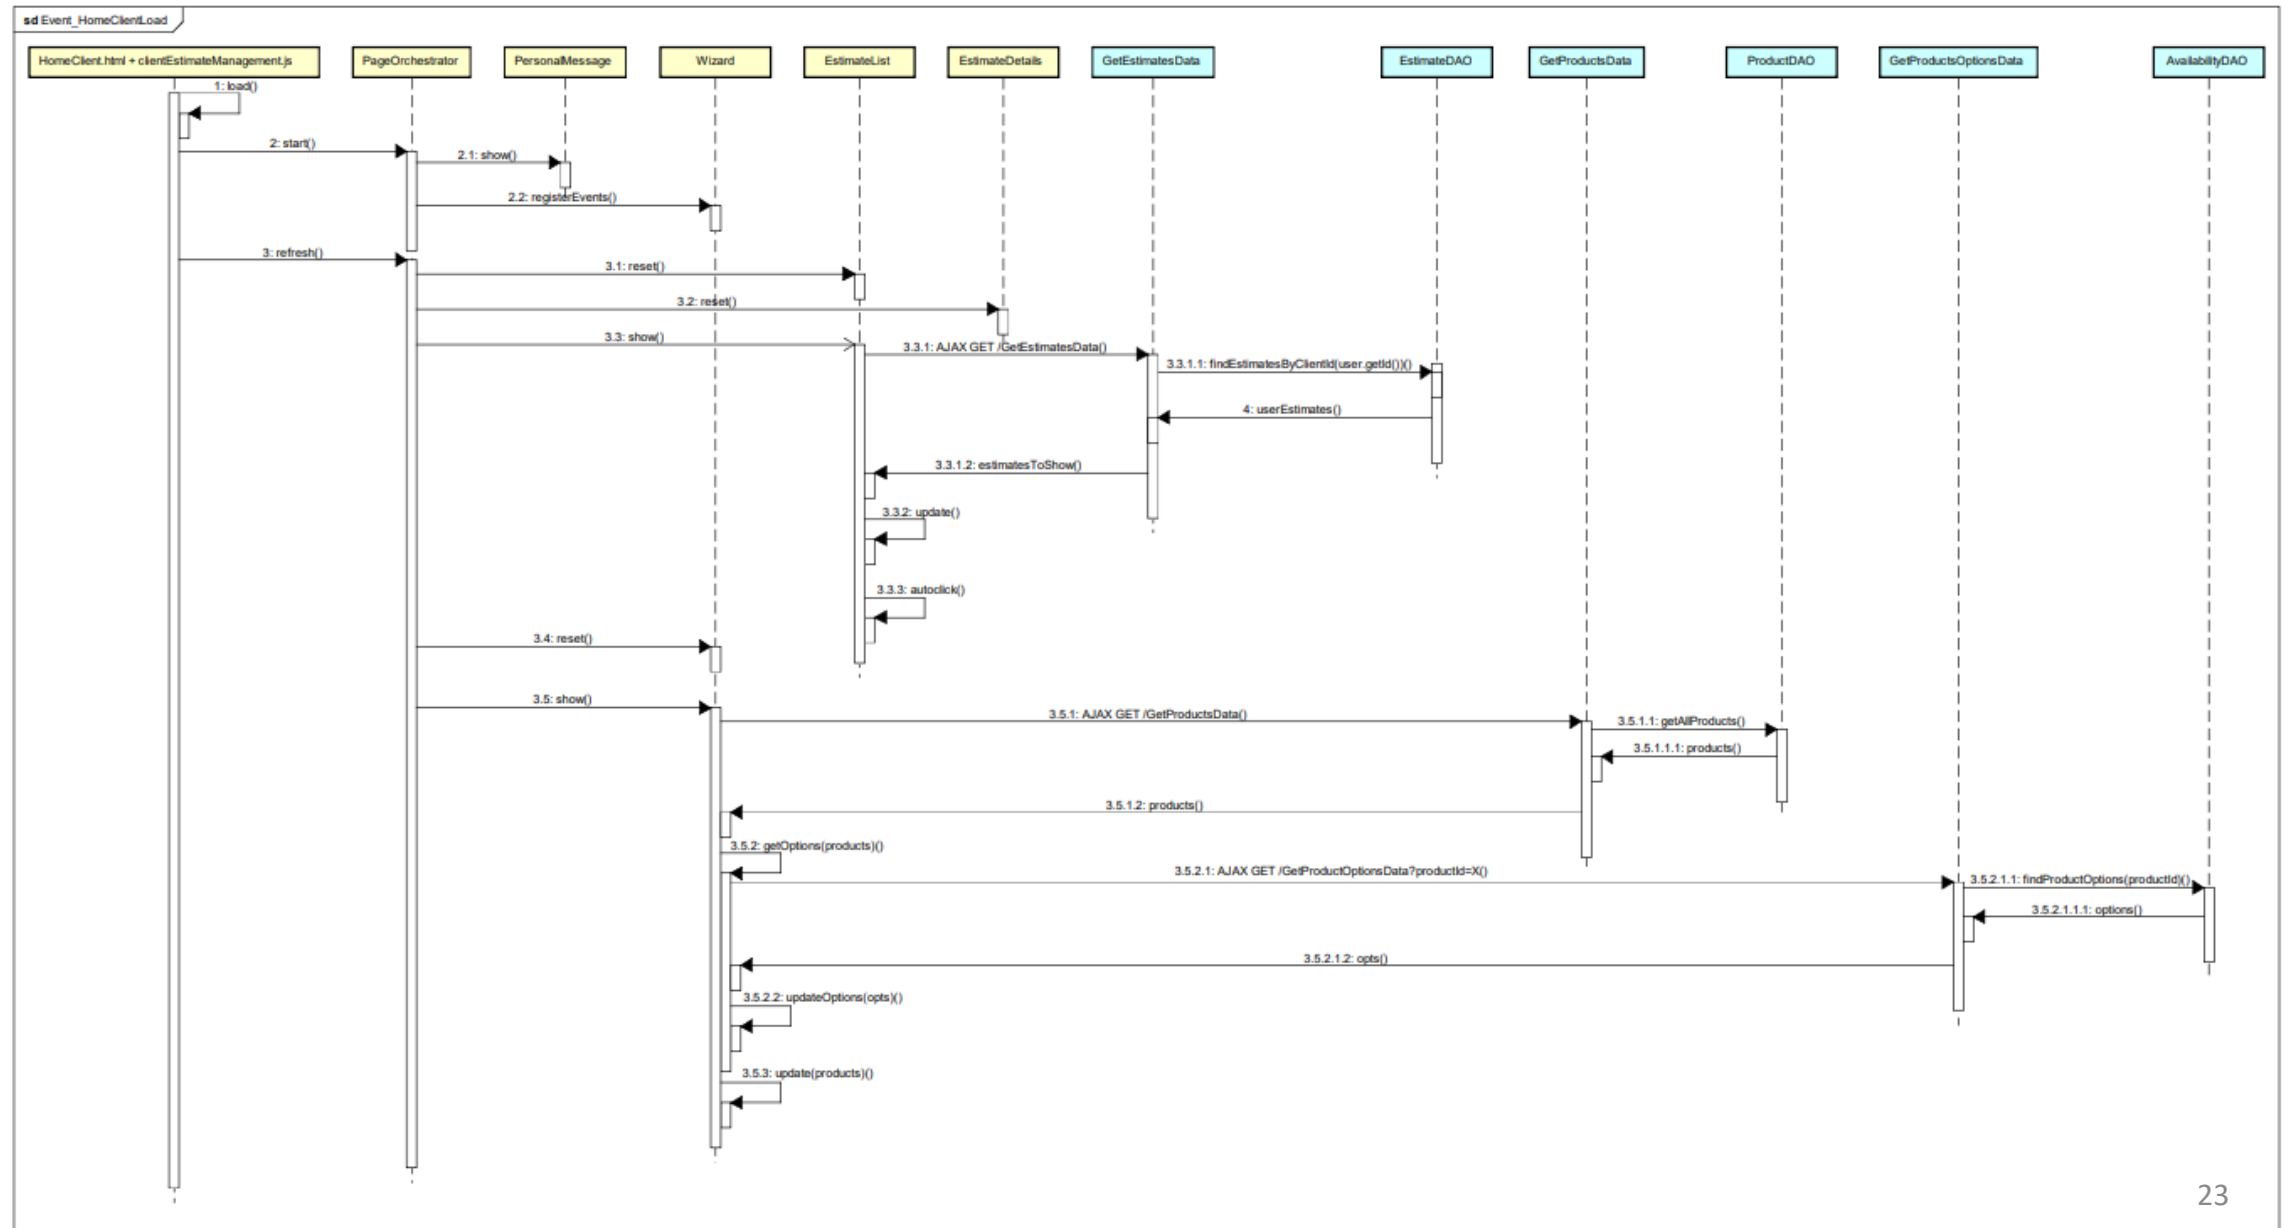 sd Event_HomeClientLoad
HomeClient.html + clientEstimateManagement.js
PageOrchestrator
PersonalMessage
Wizard
EstimateList
EstimateDetails
GetEstimatesData
EstimateDAO
GetProductsData
ProductDAO
GetProductsOptionsData
AvailabilityDAO
1: load()
2: start()
2.1: show()
2.2: registerEvents()
3: refresh()
3.1: reset()
3.2: reset()
3.3: show()
3.3.1: AJAX GET /GetEstimatesData()
3.3.1.1: findEstimatesByClientId(user.getId())()
4: userEstimates()
3.3.1.2: estimatesToShow()
3.3.2: update()
3.3.3: autoclick()
3.4: reset()
3.5: show()
3.5.1: AJAX GET /GetProductsData()
3.5.1.1: getAllProducts()
3.5.1.1.1: products()
3.5.1.2: products()
3.5.2: getOptions(products)()
3.5.2.1: AJAX GET /GetProductOptionsData?productId=X()
3.5.2.1.1: findProductOptions(productId)()
3.5.2.1.1.1: options()
3.5.2.1.2: opts()
3.5.2.2: updateOptions(opts)()
3.5.3: update(products)()
23